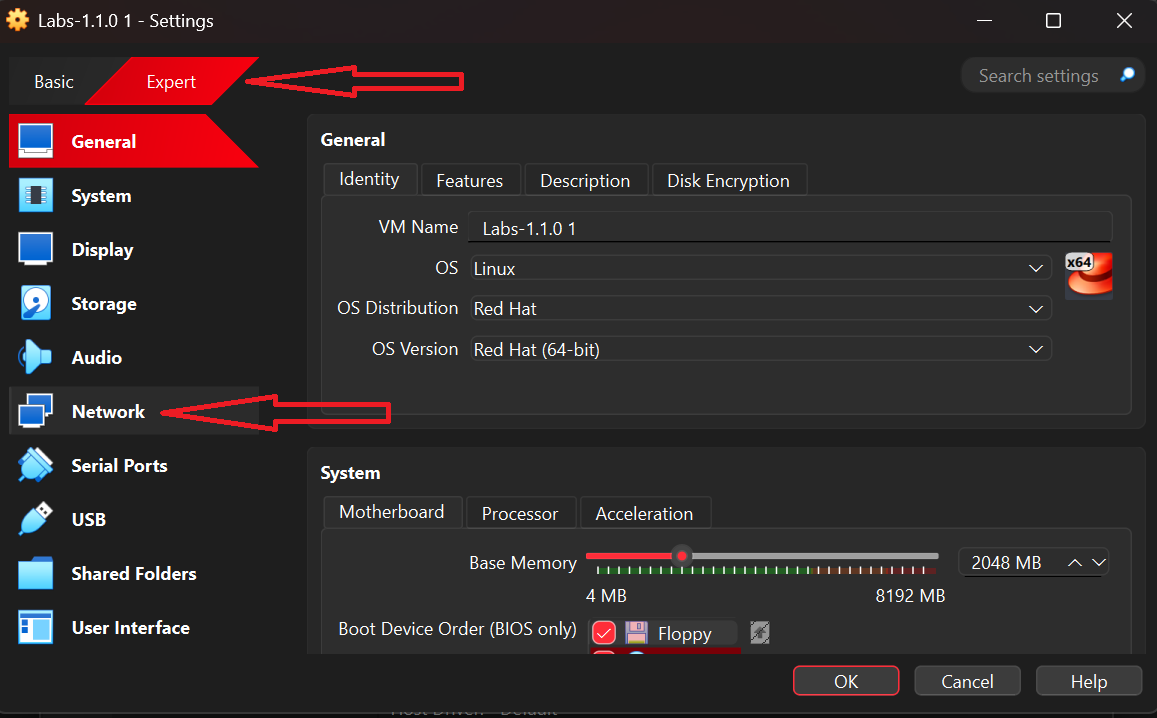 Labs-1.1.0 1 - Settings
Basic
Expert
Search settings
General
System
Display
Storage
Audio
Network
Serial Ports
USB
Shared Folders
User Interface
General
Identity
Features
Description
Disk Encryption
VM Name
Labs-1.1.0 1
OS
Linux
x64
OS Distribution
Red Hat
OS Version
Red Hat (64-bit)
System
Motherboard
Processor
Acceleration
Base Memory
2048 MB
4 MB
8192 MB
Boot Device Order (BIOS only)
Floppy
OK
Cancel
Help